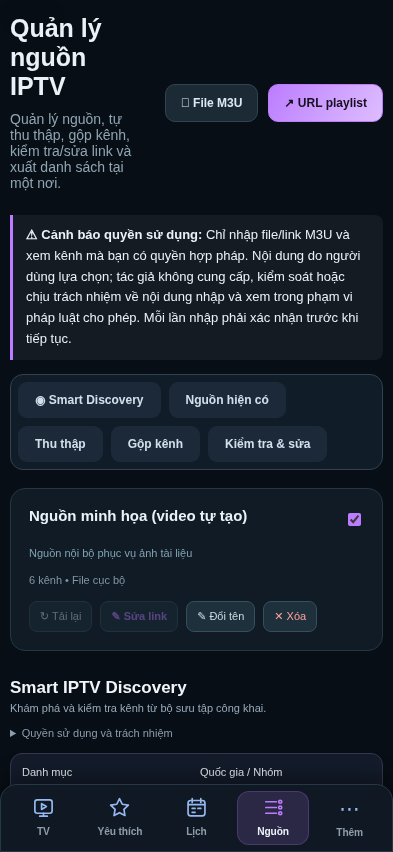 Quản lý
nguồn
IPTV
Quản lý nguồn, tự
thu thập, gộp kênh,
kiểm tra/sửa link và
xuất danh sách tại
một nơi.
File M3U
↗ URL playlist
⚠ Cảnh báo quyền sử dụng: Chỉ nhập file/link M3U và
xem kênh mà bạn có quyền hợp pháp. Nội dung do người
dùng lựa chọn; tác giả không cung cấp, kiểm soát hoặc
chịu trách nhiệm về nội dung nhập và xem trong phạm vi
pháp luật cho phép. Mỗi lần nhập phải xác nhận trước khi
tiếp tục.
◉ Smart Discovery
Nguồn hiện có
Thu thập
Gộp kênh
Kiểm tra & sửa
Nguồn minh họa (video tự tạo)
Nguồn nội bộ phục vụ ảnh tài liệu
6 kênh • File cục bộ
↻ Tải lại
✎ Sửa link
✎ Đổi tên
✕ Xóa
Smart IPTV Discovery
Khám phá và kiểm tra kênh từ bộ sưu tập công khai.
▶ Quyền sử dụng và trách nhiệm
Danh mục
Quốc gia / Nhóm
TV
Yêu thích
Lịch
Nguồn
Thêm